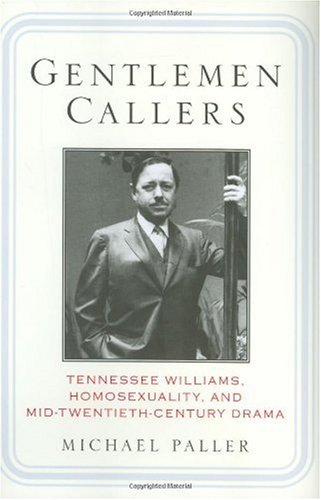 GENTLEMEN
CALLERS
TENNESSEE WILLIAMS,
HOMOSEXUALITY, AND
MID-TWENTIETH-CENTURY DRAMA
MICHAEL PALLER